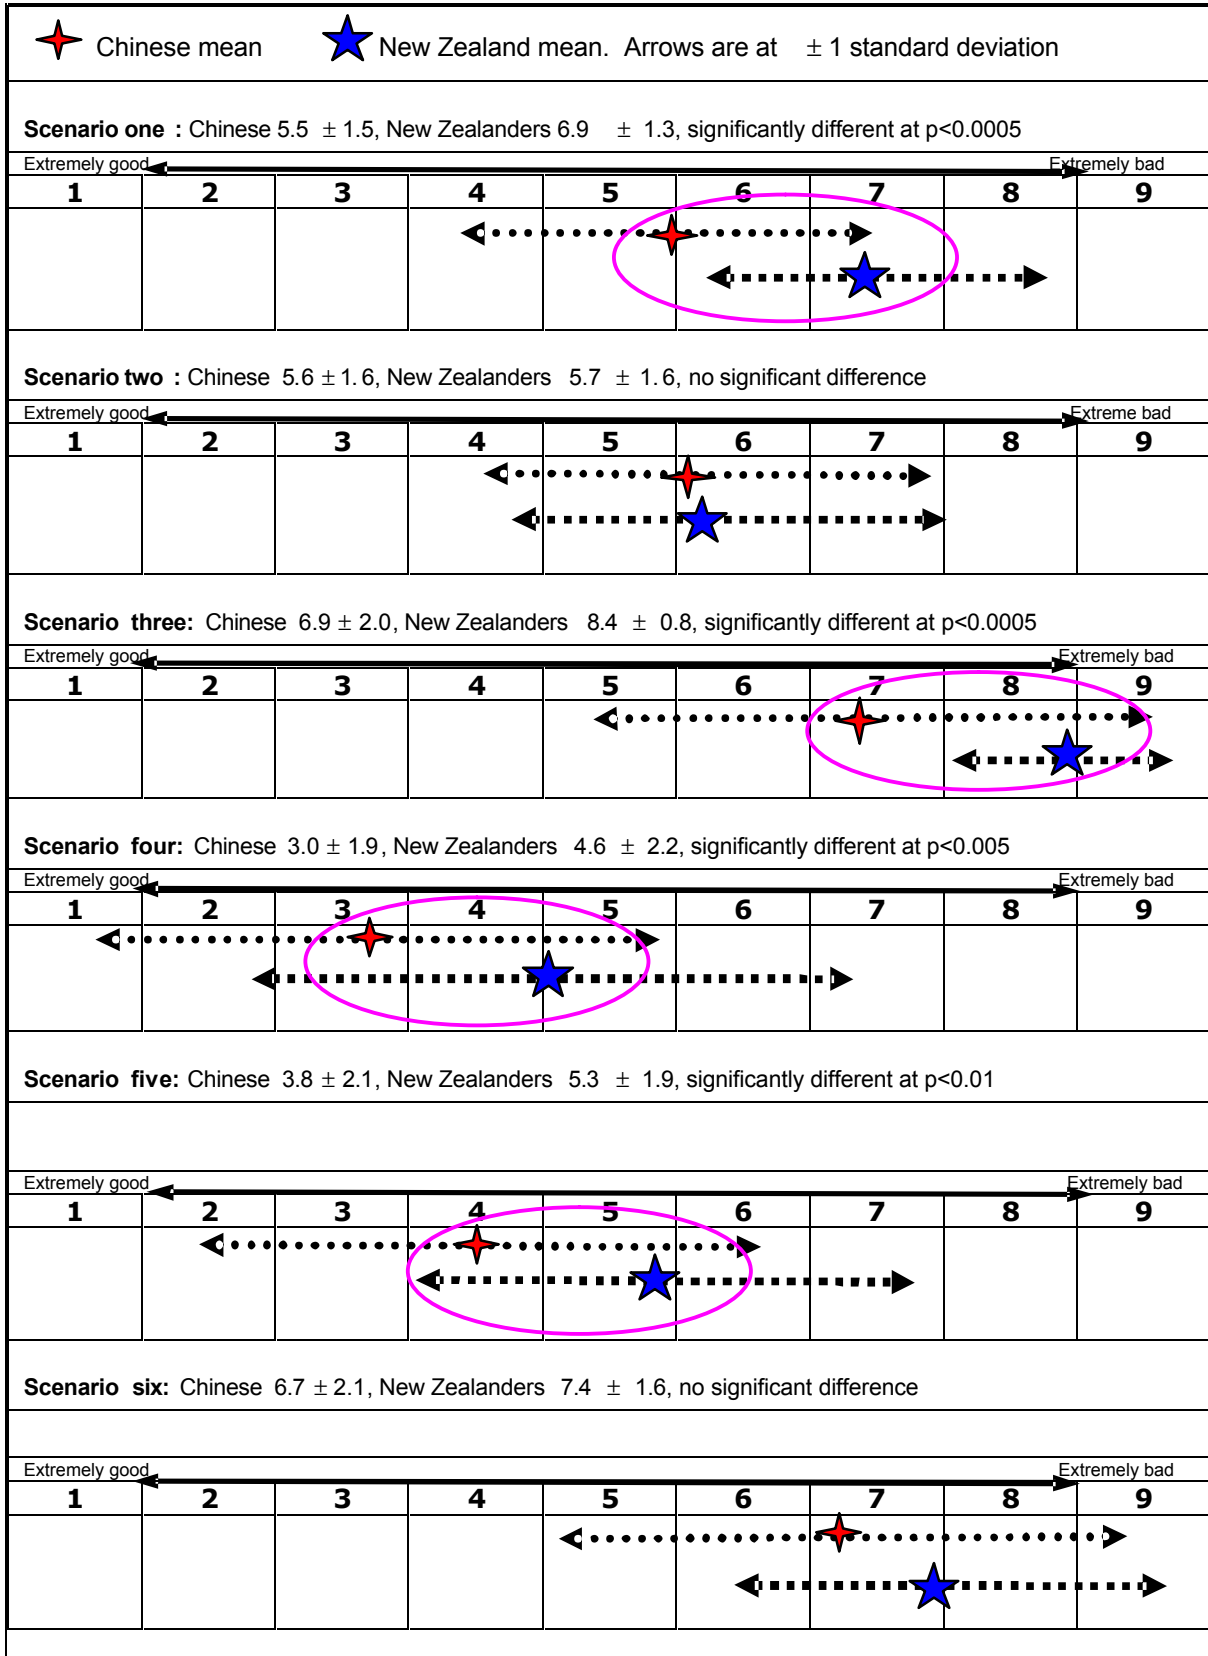 Chinese mean New Zealand mean. Arrows are at ± 1 standard deviation
Scenario one : Chinese 5.5 ± 1.5, New Zealanders 6.9 ± 1.3, significantly different at p<0.0005
Extremely good Extremely bad
1 2 3 4 5 6 7 8 9
Scenario two : Chinese 5.6 ± 1.6, New Zealanders 5.7 ± 1.6, no significant difference
Extremely good Extreme bad
1 2 3 4 5 6 7 8 9
Scenario three: Chinese 6.9 ± 2.0, New Zealanders 8.4 ± 0.8, significantly different at p<0.0005
Extremely good Extremely bad
1 2 3 4 5 6 7 8 9
Scenario four: Chinese 3.0 ± 1.9, New Zealanders 4.6 ± 2.2, significantly different at p<0.005
Extremely good Extremely bad
1 2 3 4 5 6 7 8 9
Scenario five: Chinese 3.8 ± 2.1, New Zealanders 5.3 ± 1.9, significantly different at p<0.01
Extremely good Extremely bad
1 2 3 4 5 6 7 8 9
Scenario six: Chinese 6.7 ± 2.1, New Zealanders 7.4 ± 1.6, no significant difference
Extremely good Extremely bad
1 2 3 4 5 6 7 8 9